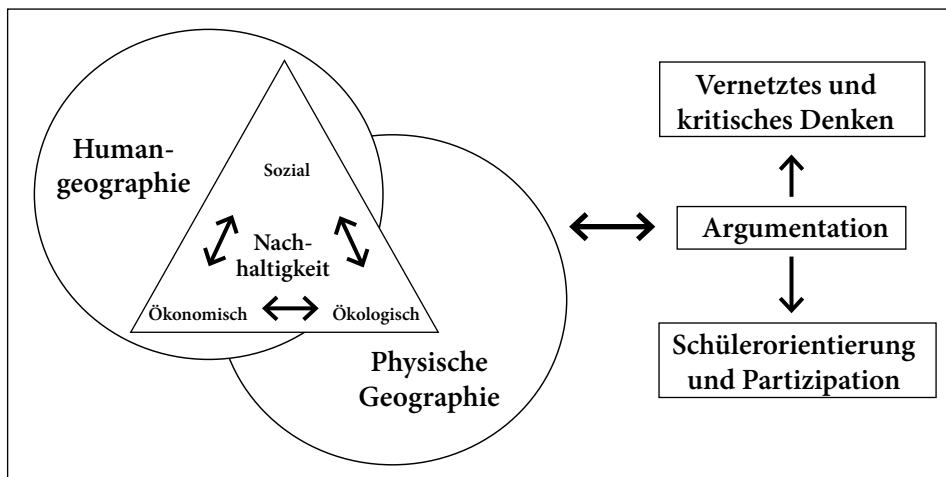 Human-
geographie
Sozial
Nach-
haltigkeit
Ökonomisch
Ökologisch
Physische
Geographie
Vernetztes und
kritisches Denken
Argumentation
Schülerorientierung
und Partizipation